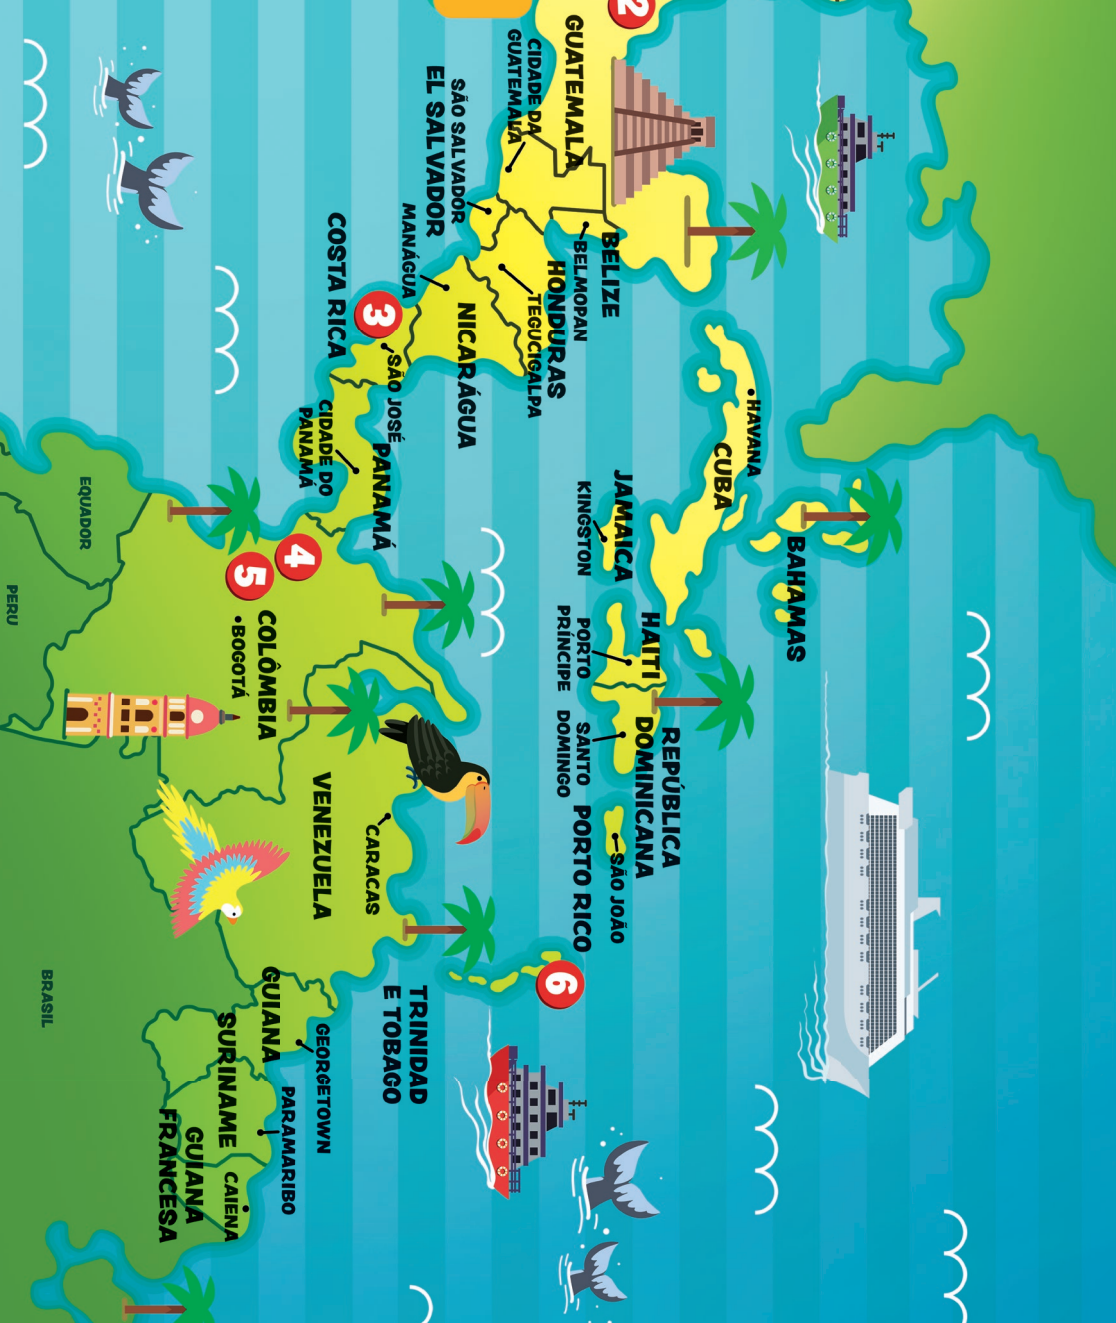 2
GUATEMALA
CIDADE DA
GUATEMALA
SÃO SALVADOR
EL SALVADOR
BELIZE
BELMOPAN
HONDURAS
TEGUCIGALPA
MANÁGUA
NICARÁGUA
COSTA RICA
3
SÃO JOSÉ
CIDADE DO
PANAMÁ
PANAMÁ
HAVANA
CUBA
BAHAMAS
JAMAICA
KINGSTON
HAITI
PORTO
PRÍNCIPE
REPÚBLICA
DOMINICANA
SANTO
DOMINGO
SÃO JOÃO
PORTO RICO
6
TRINIDAD
E TOBAGO
4
5
COLÔMBIA
BOGOTÁ
EQUADOR
PERU
VENEZUELA
CARACAS
GUIANA
GEORGETOWN
SURINAME
PARAMARIBO
GUIANA
FRANCESA
CAIENA
BRASIL